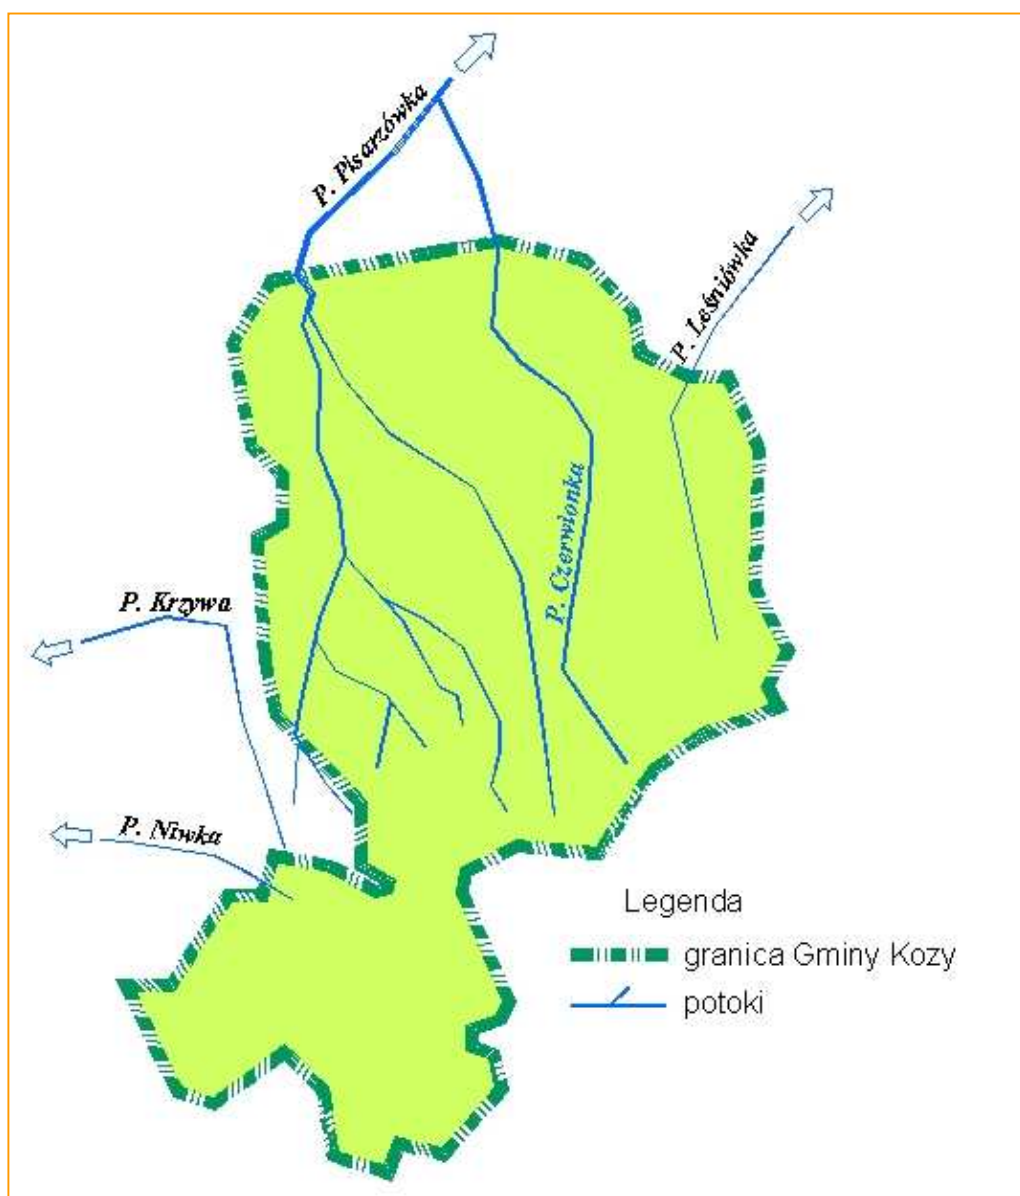 P. Pisarzówka
P. Leśniówka
P. Czerwionka
P. Krzywa
P. Niwka
Legenda
granica Gminy Kozy
potoki